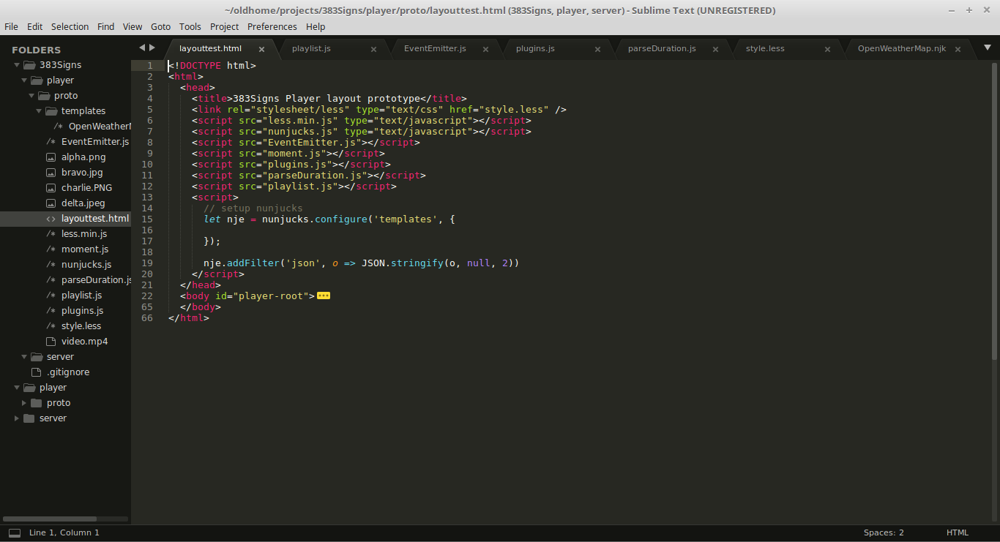 ~/oldhome/projects/383Signs/player/proto/layouttest.html (383Signs, player, server) - Sublime Text (UNREGISTERED)
File Edit Selection Find View Goto Tools Project Preferences Help
FOLDERS
383Signs
player
proto
templates
/* OpenWeather
/* EventEmitter.js
alpha.png
bravo.jpg
charlie.PNG
delta.jpeg
<> layouttest.html
/* less.min.js
/* moment.js
/* nunjucks.js
/* parseDuration.js
/* playlist.js
/* plugins.js
/* style.less
video.mp4
server
.gitignore
player
proto
server
layouttest.html playlist.js EventEmitter.js plugins.js parseDuration.js style.less OpenWeatherMap.njk
1 <!DOCTYPE html>
2 <html>
3 <head>
4 <title>383Signs Player layout prototype</title>
5 <link rel="stylesheet/less" type="text/css" href="style.less" />
6 <script src="less.min.js" type="text/javascript"></script>
7 <script src="nunjucks.js" type="text/javascript"></script>
8 <script src="EventEmitter.js"></script>
9 <script src="moment.js"></script>
10 <script src="plugins.js"></script>
11 <script src="parseDuration.js"></script>
12 <script src="playlist.js"></script>
13 <script>
14 // setup nunjucks
15 let nje = nunjucks.configure('templates', {
16
17 });
18
19 nje.addFilter('json', o => JSON.stringify(o, null, 2))
20 </script>
21 </head>
22 <body id="player-root">
65 </body>
66 </html>
Line 1, Column 1 Spaces: 2 HTML